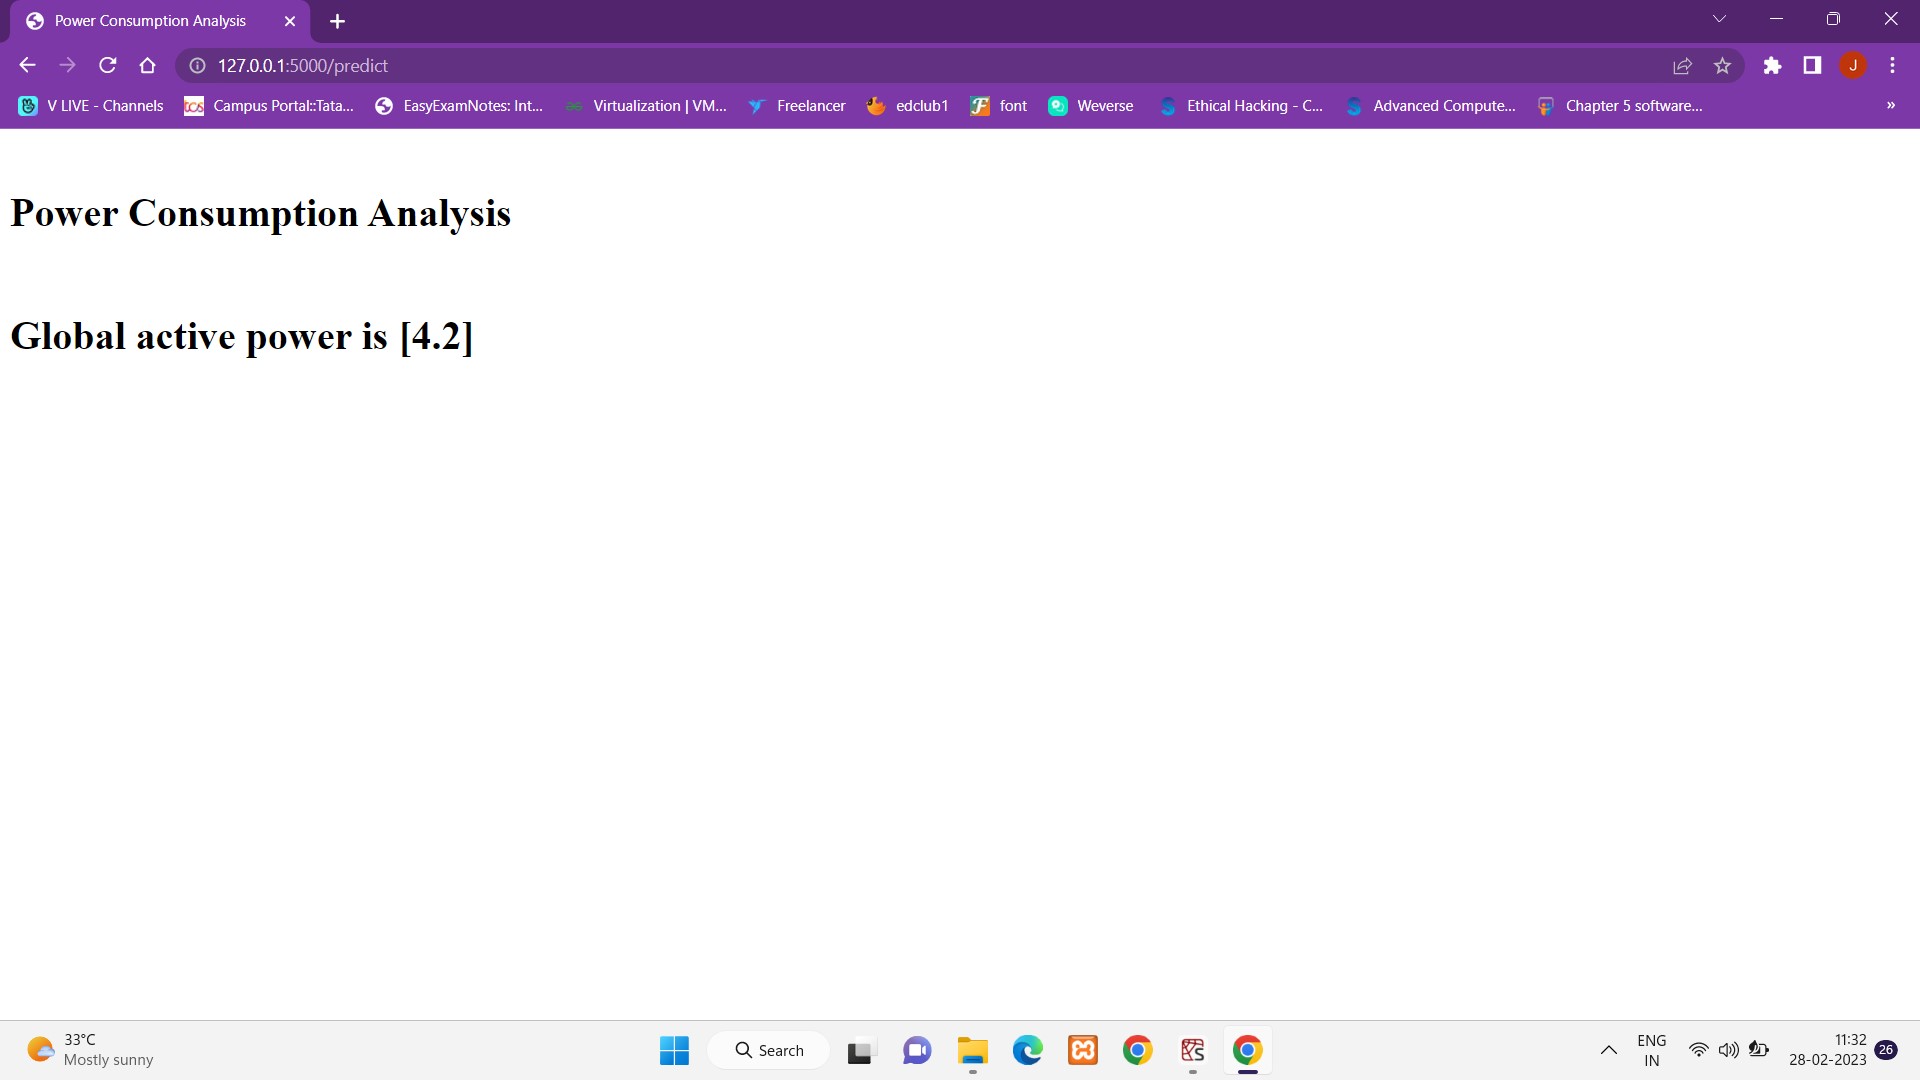 Power Consumption Analysis
127.0.0.1:5000/predict
V LIVE - Channels
Campus Portal::Tata...
EasyExamNotes: Int...
Virtualization | VM...
Freelancer
edclub1
font
Weverse
Ethical Hacking - C...
Advanced Compute...
Chapter 5 software...
»
J
tcs
Power Consumption Analysis
Global active power is [4.2]
33°C
Mostly sunny
Search
ENG
IN
11:32
28-02-2023
26